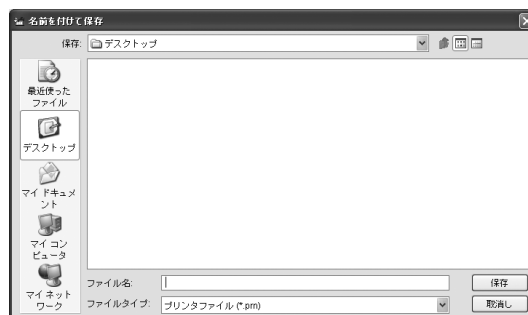 名前を付けて保存
保存:
デスクトップ
最近使った
ファイル
デスクトップ
マイ ドキュメ
ント
マイ コン
ピュータ
マイ ネット
ワーク
ファイル名:
保存
ファイルタイプ:
プリンタファイル (*.prn)
取消し